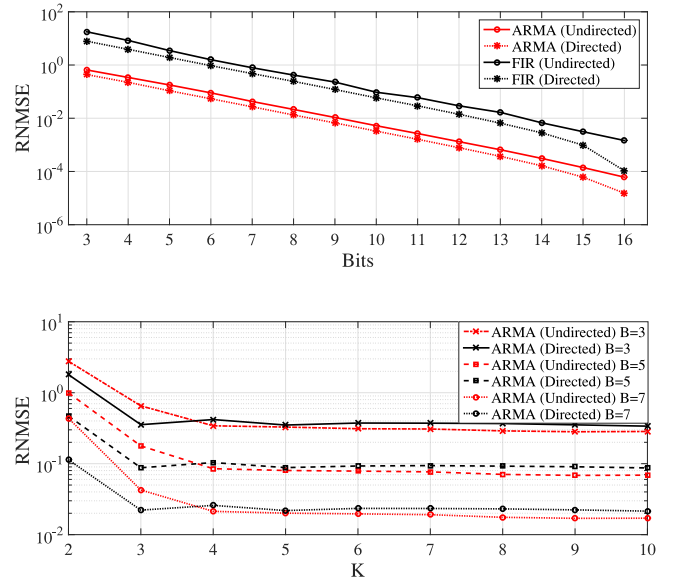 10^2
10^0
10^-2
10^-4
10^-6
RNMSE
ARMA (Undirected)
ARMA (Directed)
FIR (Undirected)
FIR (Directed)
3 4 5 6 7 8 9 10 11 12 13 14 15 16
Bits
10^1
10^0
10^-1
10^-2
RNMSE
ARMA (Undirected) B=3
ARMA (Directed) B=3
ARMA (Undirected) B=5
ARMA (Directed) B=5
ARMA (Undirected) B=7
ARMA (Directed) B=7
2 3 4 5 6 7 8 9 10
K